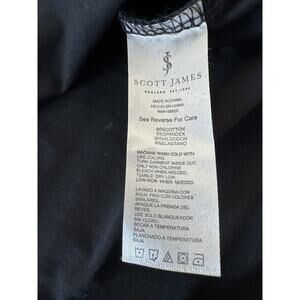 SCOTT JAMES
ENGLAND EST.1984
MADE IN CHINA
HECHO EN CHINA
See Reverse For Care
95%COTTON
5%SPANDEX
95%ALGODON
5%ELASTANO
MACHINE WASH COLD WITH
LIKE COLORS.
TURN GARMENT INSIDE OUT.
ONLY NON CHLORINE
BLEACH WHEN NEEDED.
TUMBLE DRY LOW.
LOW IRON WHEN NEEDED.
LAVADO A MAQUINA CON
AGUA FRIA CON COLORES
SIMILARES.
APAQUE LA PRENDA DEL
REVES.
USE SOLO BLANQUEADOR
SIN CLORO.
SECAR A TEMPERATURA
BAJA.
PLANCHADO A TEMPERATURA
BAJA